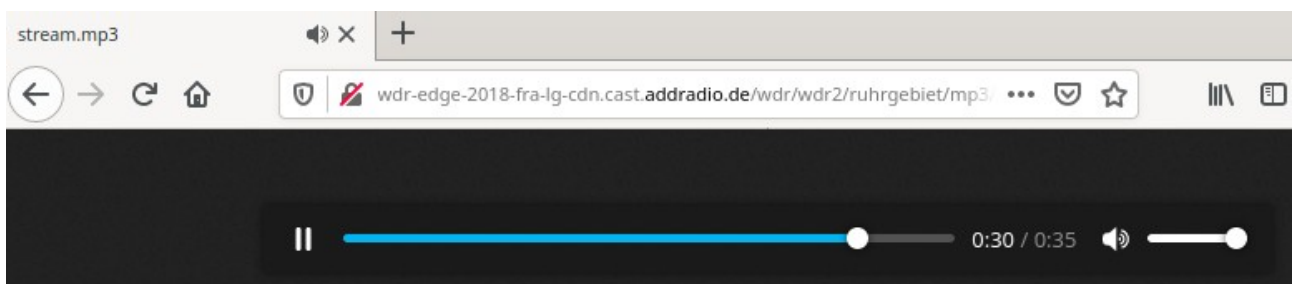 stream.mp3
wdr-edge-2018-fra-lg-cdn.cast.addradio.de/wdr/wdr2/ruhrgebiet/mp3/
0:30 / 0:35